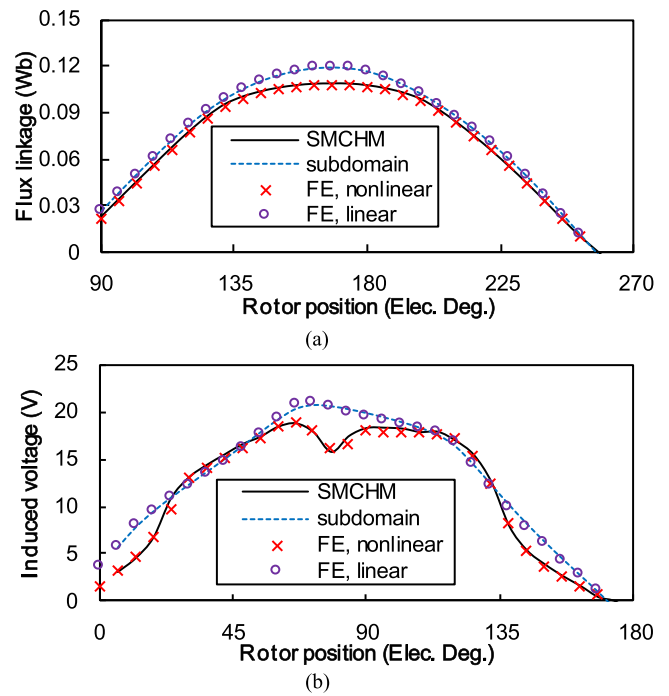 Flux linkage (Wb)
0.15
0.12
0.09
0.06
0.03
0
SMCHM
subdomain
FE, nonlinear
FE, linear
90
135
180
225
270
Rotor position (Elec. Deg.)
(a)
Induced voltage (V)
25
20
15
10
5
0
SMCHM
subdomain
FE, nonlinear
FE, linear
0
45
90
135
180
Rotor position (Elec. Deg.)
(b)